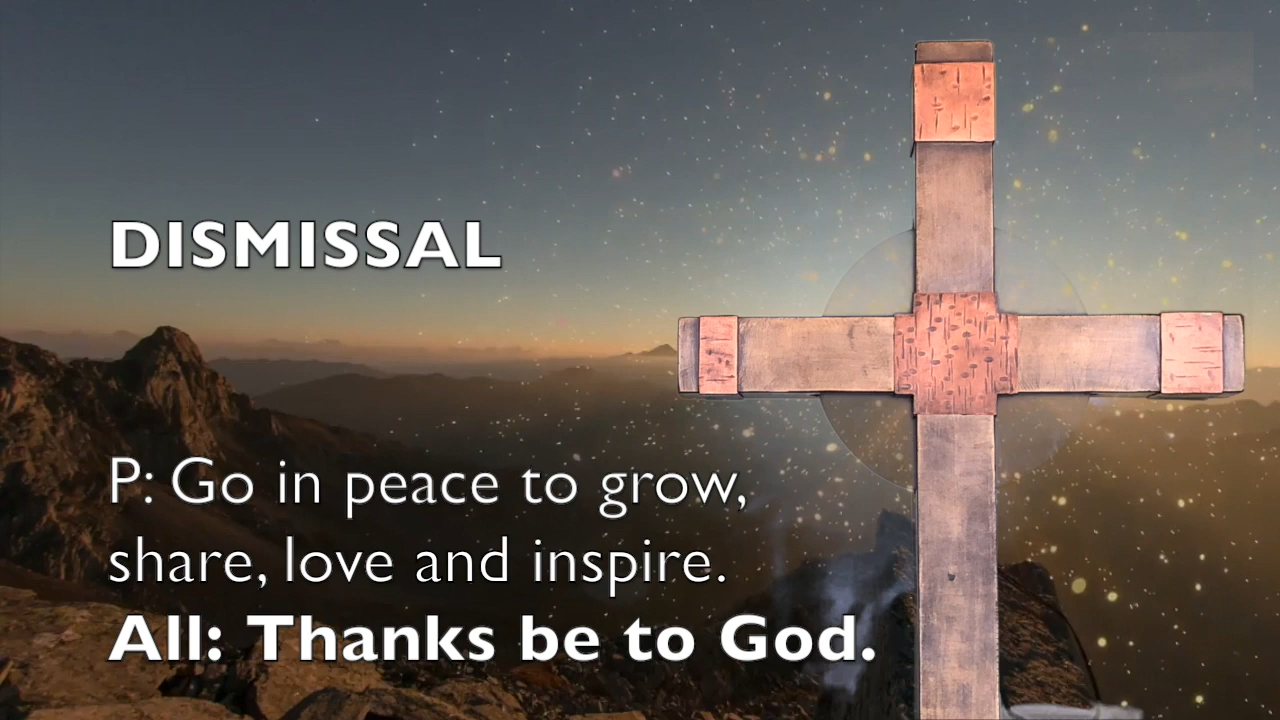 DISMISSAL
P: Go in peace to grow,
share, love and inspire.
All: Thanks be to God.